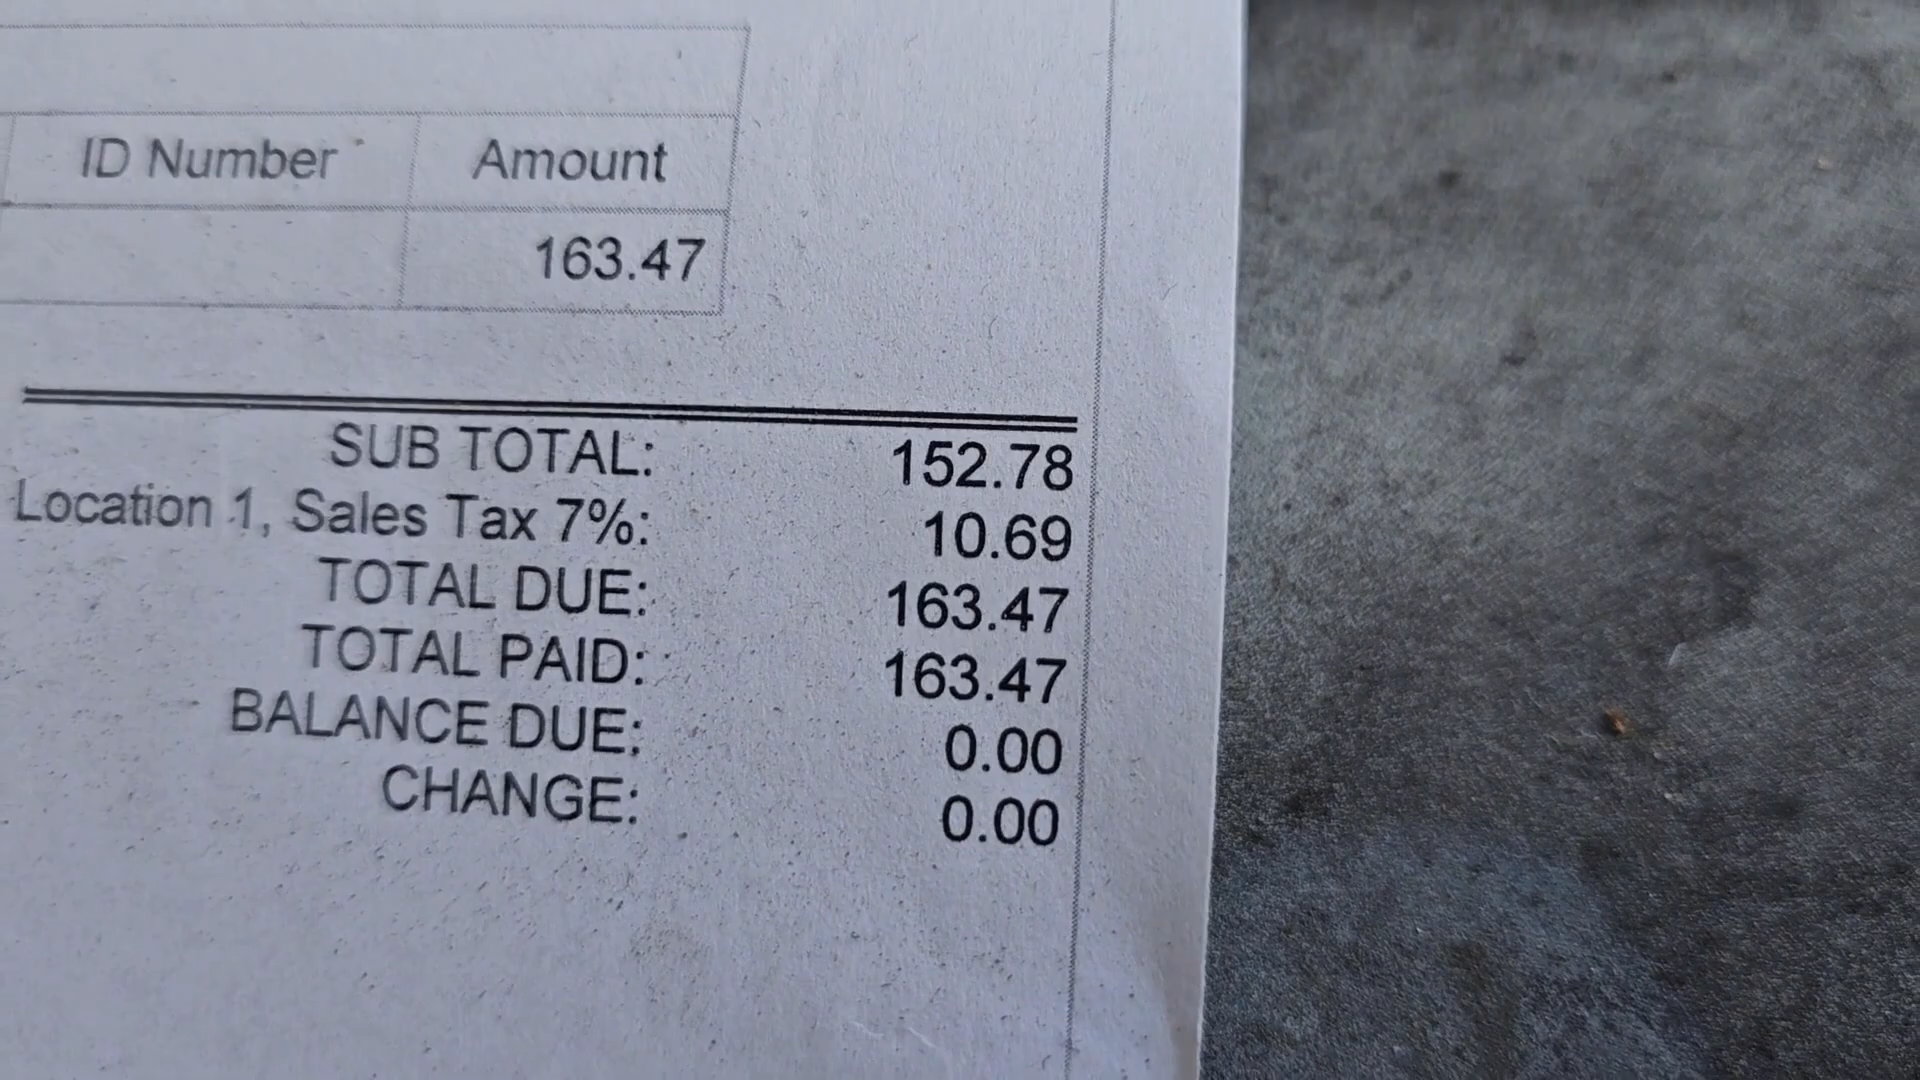 ID Number Amount
163.47
SUB TOTAL: 152.78
Location 1, Sales Tax 7%: 10.69
TOTAL DUE: 163.47
TOTAL PAID: 163.47
BALANCE DUE: 0.00
CHANGE: 0.00